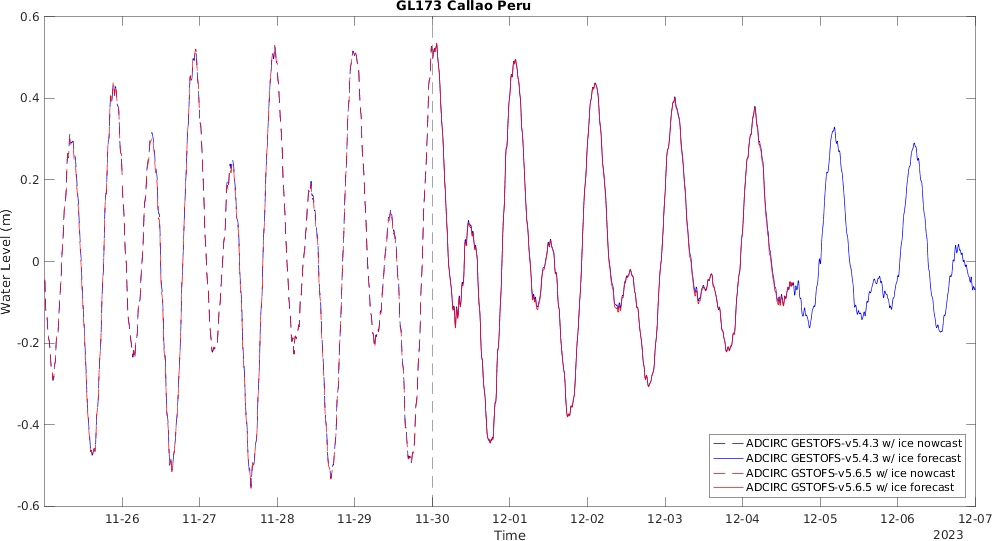 GL173 Callao Peru
0.6
0.4
0.2
0
-0.2
-0.4
-0.6
Water Level (m)
11-26
11-27
11-28
11-29
11-30
12-01
12-02
12-03
12-04
12-05
12-06
12-07
Time
2023
ADCIRC GESTOFS-v5.4.3 w/ ice nowcast
ADCIRC GESTOFS-v5.4.3 w/ ice forecast
ADCIRC GSTOFS-v5.6.5 w/ ice nowcast
ADCIRC GSTOFS-v5.6.5 w/ ice forecast